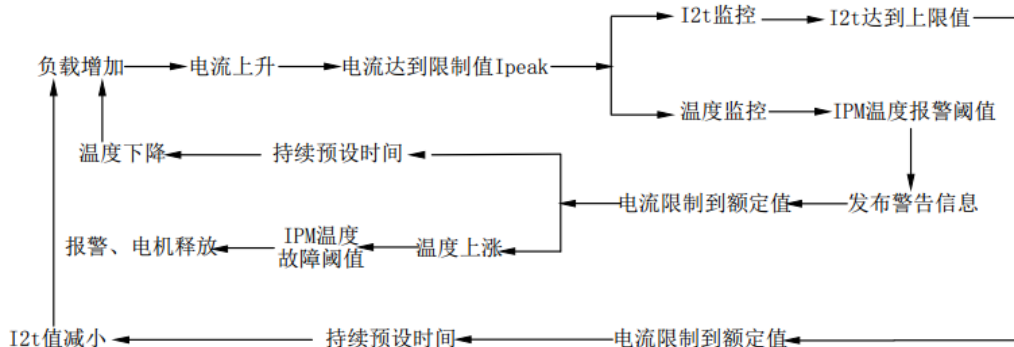 I2t监控
I2t达到上限值
负载增加
电流上升
电流达到限制值Ipeak
温度监控
IPM温度报警阈值
温度下降
持续预设时间
电流限制到额定值
发布警告信息
报警、电机释放
IPM温度
故障阈值
温度上涨
I2t值减小
持续预设时间
电流限制到额定值